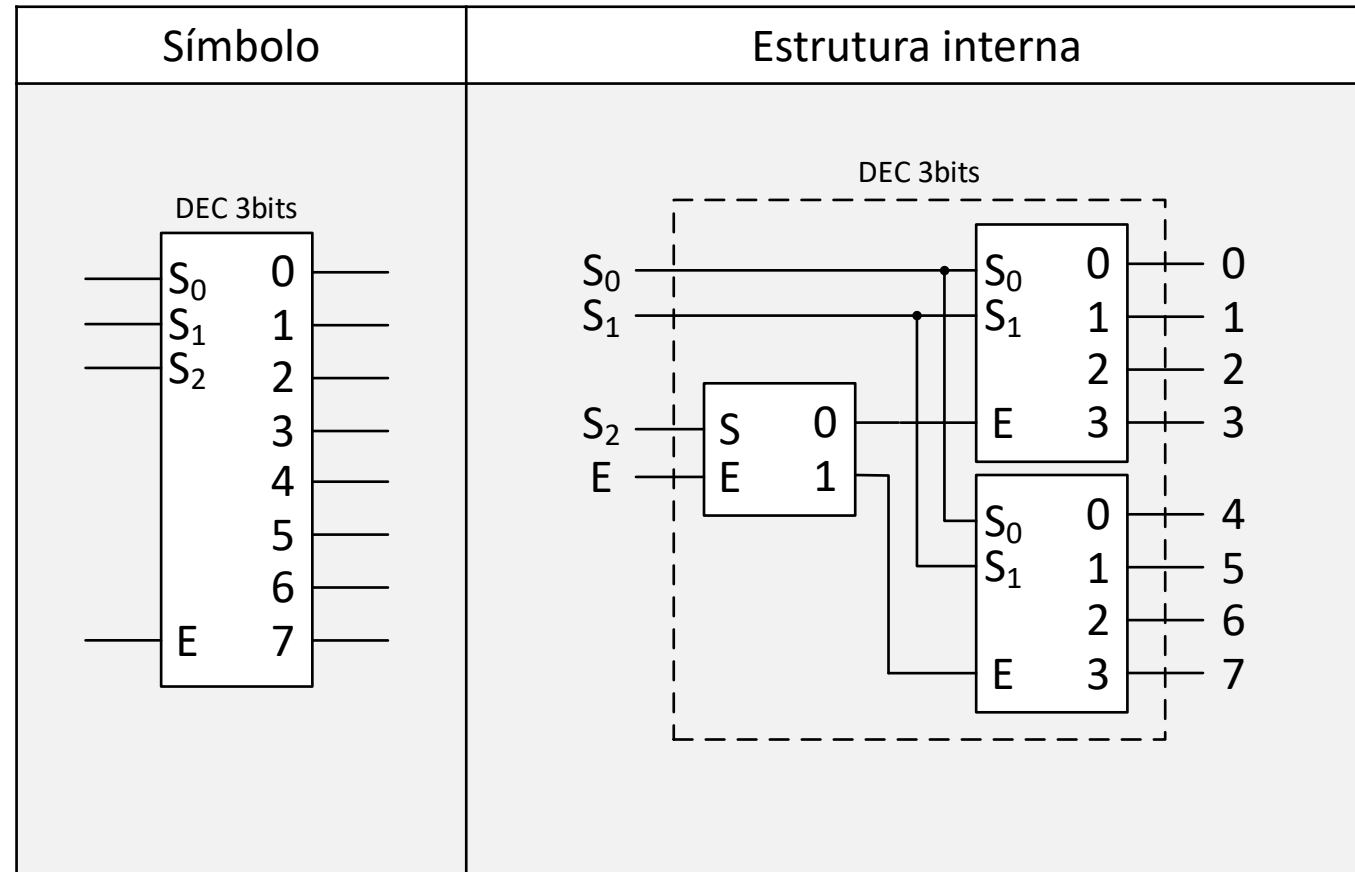 Símbolo
Estrutura interna
DEC 3bits
S₀ 0
S₁ 1
S₂ 2
3
4
5
6
E 7
DEC 3bits
S₀ S₀ 0 0
S₁ S₁ 1 1
2 2
S₂ S 0 E 3 3
E E 1
S₀ 0 4
S₁ 1 5
2 6
E 3 7